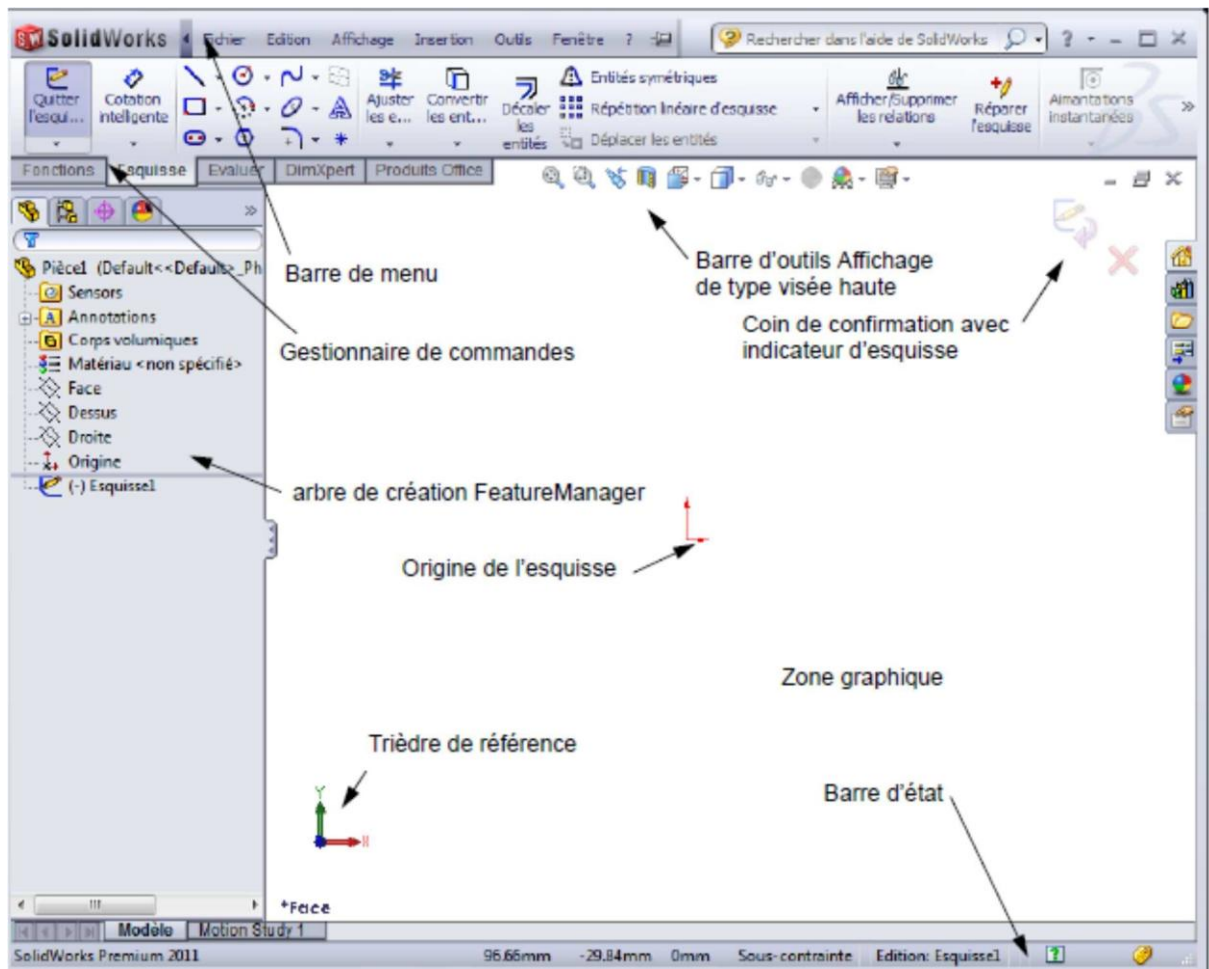 SolidWorks Fichier Edition Affichage Insertion Outils Fenêtre ? Rechercher dans l'aide de SolidWorks ?
Quitter l'esqui...
Cotation intelligente
Ajuster les e...
Convertir les ent...
Décaler les entités
Entités symétriques
Répétition linéaire d'esquisse
Déplacer les entités
Afficher/Supprimer les relations
Réparer l'esquisse
Aimantations instantanées
Fonctions Esquisse Evaluer DimXpert Produits Office
Pièce1 (Default<<Default>_Ph
Sensors
Annotations
Corps volumiques
Matériau <non spécifié>
Face
Dessus
Droite
Origine
(-) Esquisse1
Barre de menu
Barre d'outils Affichage
de type visée haute
Coin de confirmation avec
indicateur d'esquisse
Gestionnaire de commandes
arbre de création FeatureManager
Origine de l'esquisse
Zone graphique
Trièdre de référence
Barre d'état
Y
X
*Face
Modèle Motion Study 1
SolidWorks Premium 2011 96.66mm -29.84mm 0mm Sous-contrainte Edition: Esquisse1